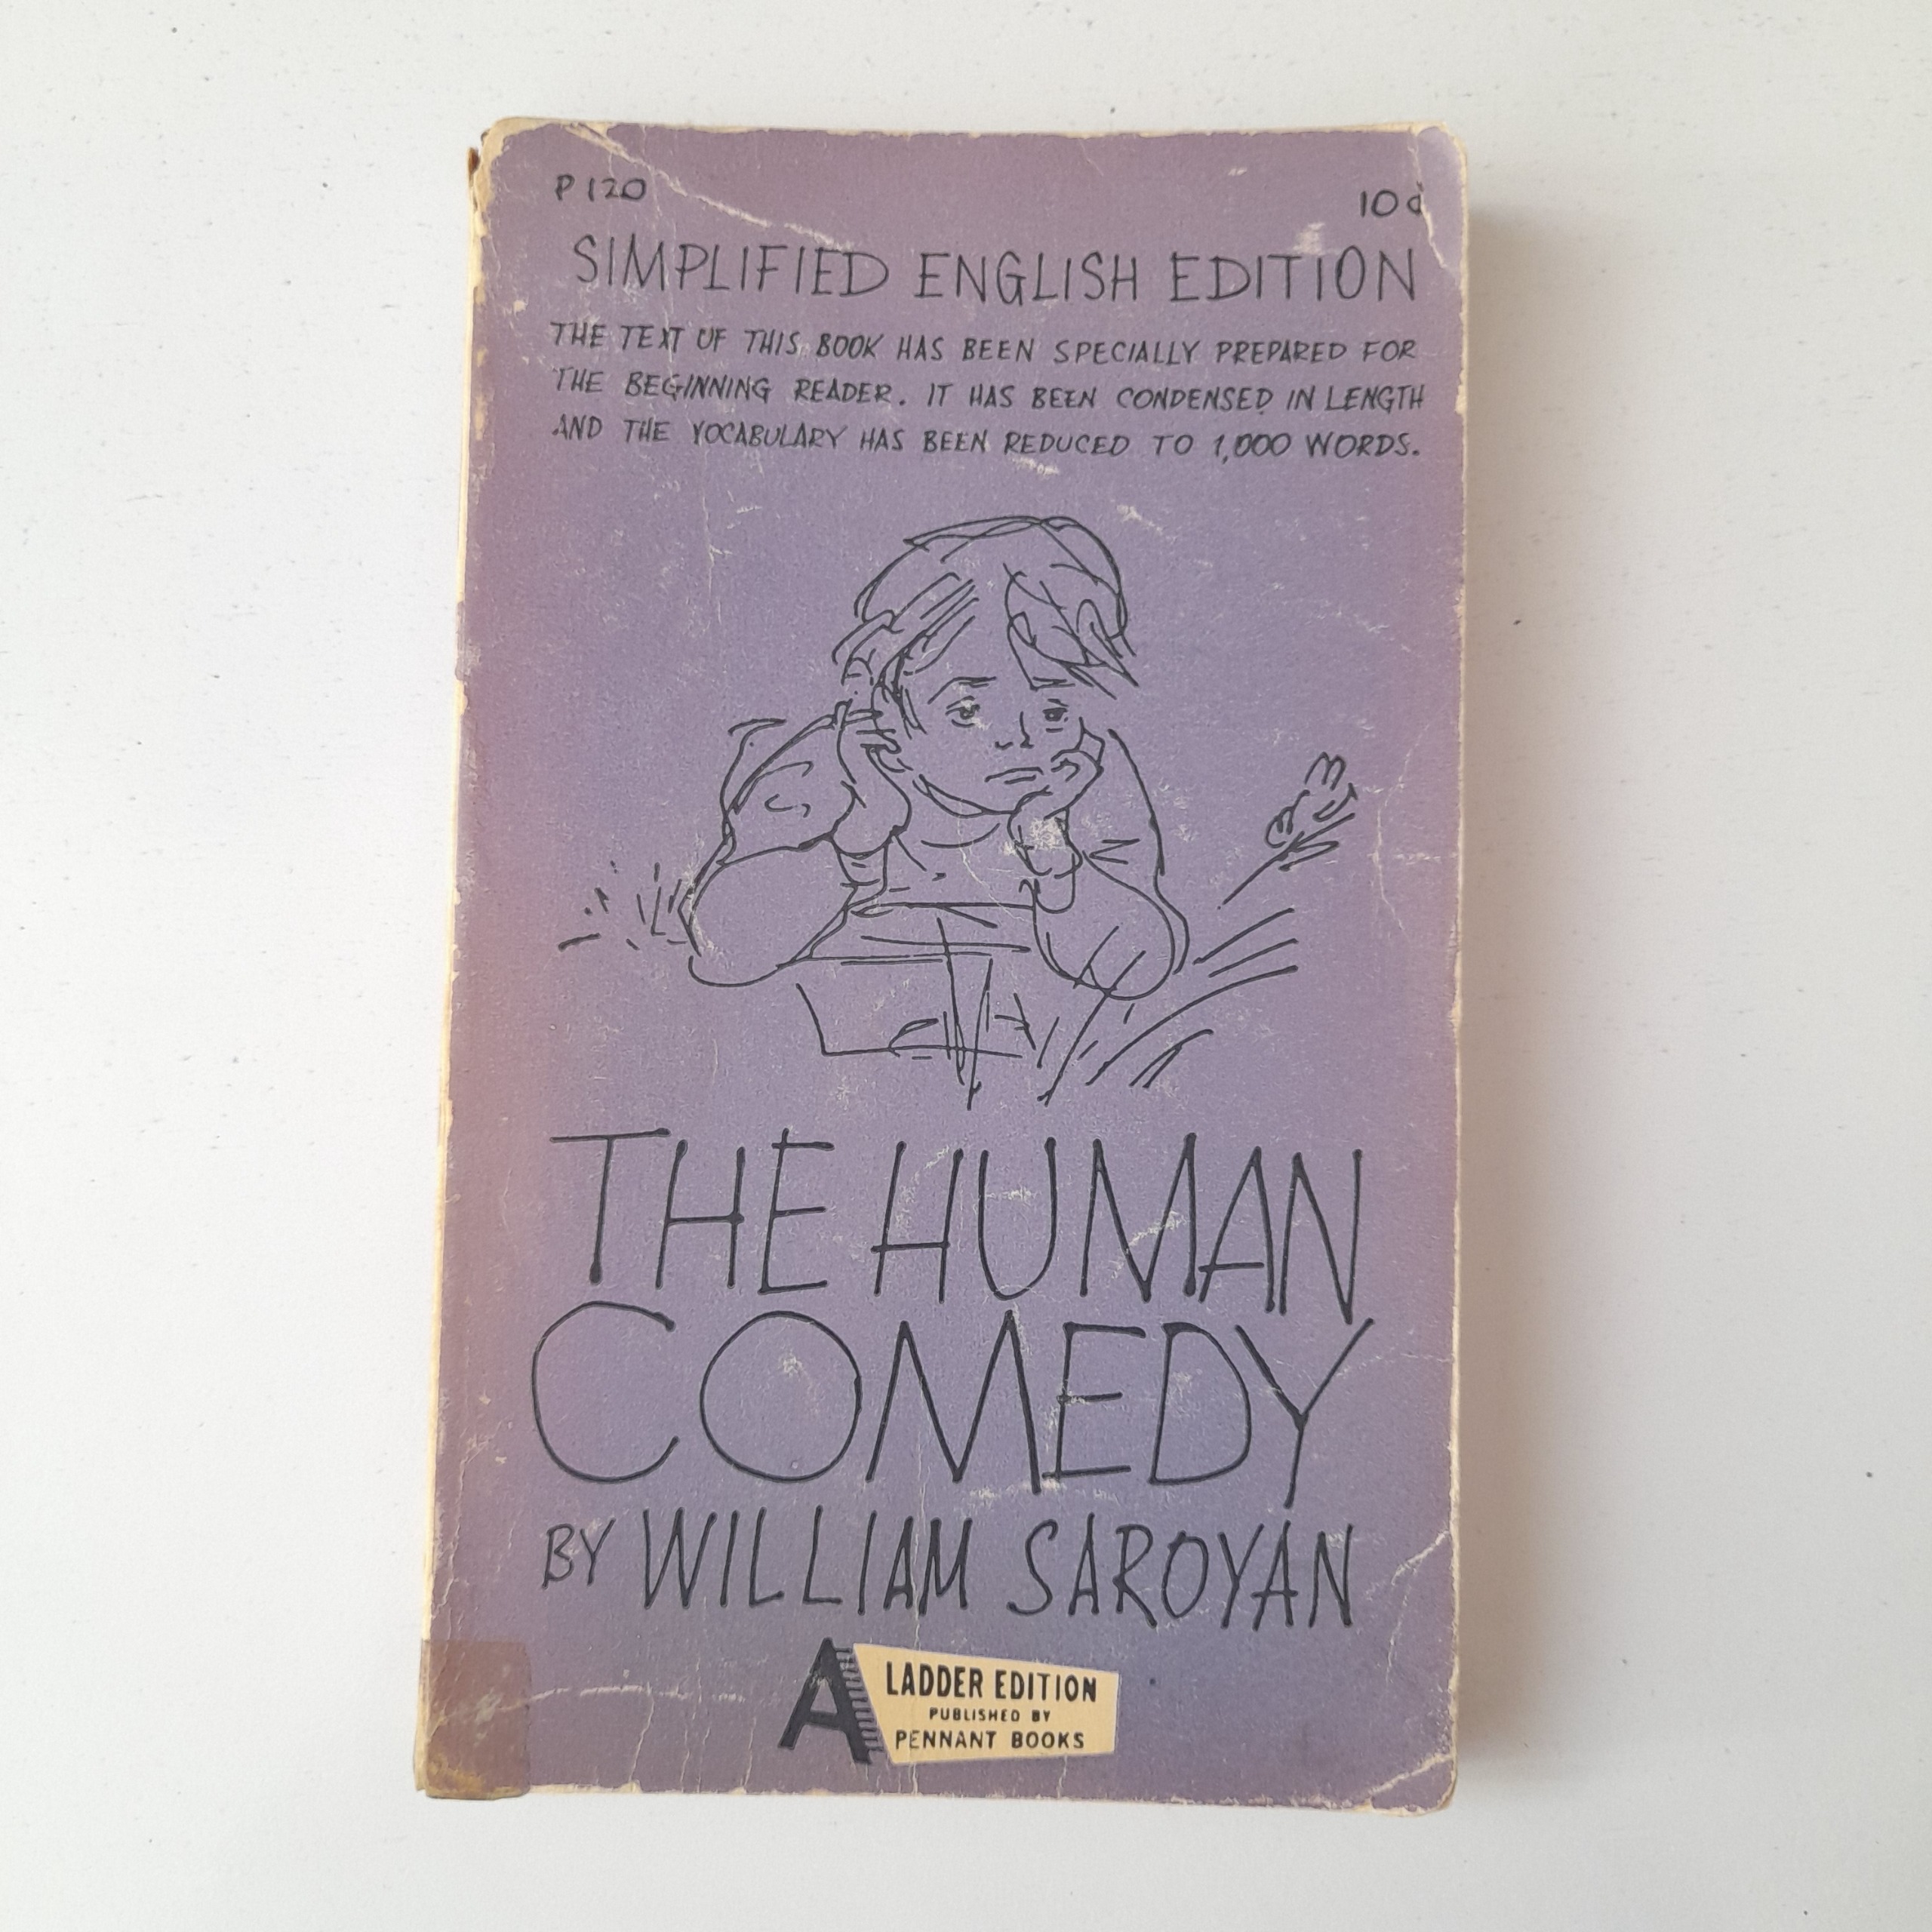 P 120
10¢
SIMPLIFIED ENGLISH EDITION
THE TEXT OF THIS BOOK HAS BEEN SPECIALLY PREPARED FOR
THE BEGINNING READER. IT HAS BEEN CONDENSED IN LENGTH
AND THE VOCABULARY HAS BEEN REDUCED TO 1,000 WORDS.
THE HUMAN
COMEDY
BY WILLIAM SAROYAN
A LADDER EDITION
PUBLISHED BY
PENNANT BOOKS